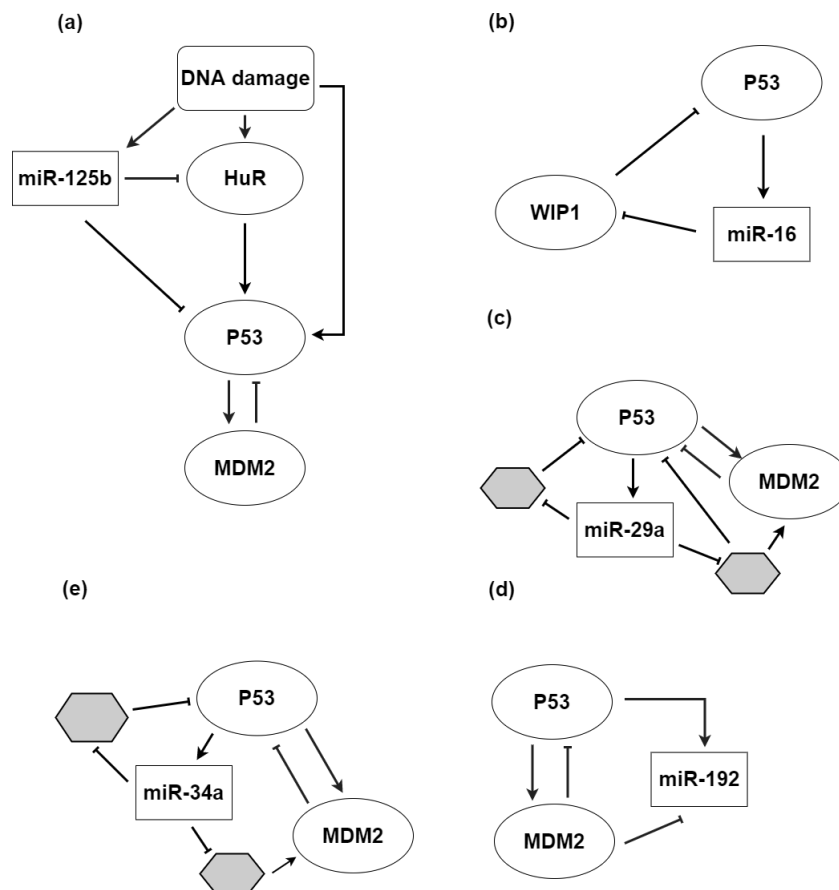 (a)
DNA damage
miR-125b
HuR
P53
MDM2
(b)
P53
WIP1
miR-16
(c)
P53
MDM2
miR-29a
(e)
P53
miR-34a
MDM2
(d)
P53
miR-192
MDM2